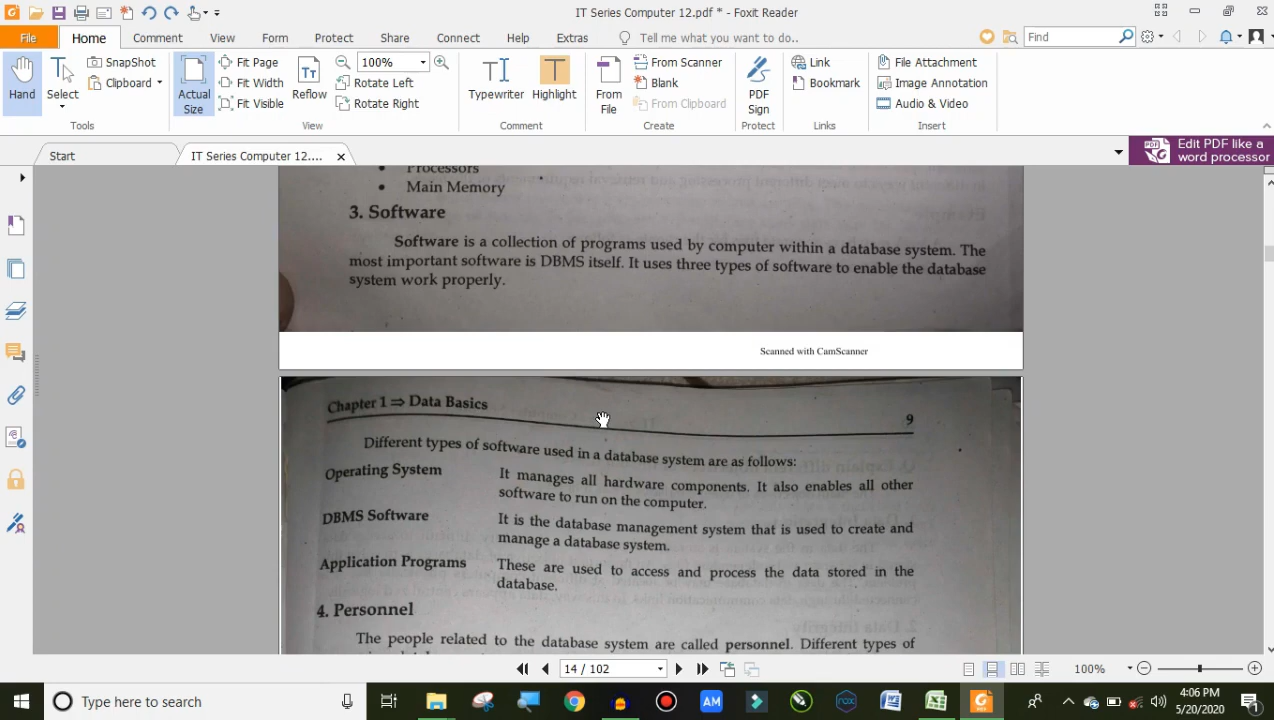 IT Series Computer 12.pdf * - Foxit Reader
File Home Comment View Form Protect Share Connect Help Extras Tell me what you want to do.. Find
Hand
Select
SnapShot
Clipboard
Tools
Actual Size
Fit Page
Fit Width
Fit Visible
Reflow
100%
Rotate Left
Rotate Right
View
Typewriter
Highlight
Comment
From File
From Scanner
Blank
From Clipboard
Create
PDF Sign
Protect
Link
Bookmark
Links
File Attachment
Image Annotation
Audio & Video
Insert
Start
IT Series Computer 12....
Edit PDF like a
word processor
• Processors
• Main Memory
3. Software
Software is a collection of programs used by computer within a database system. The
most important software is DBMS itself. It uses three types of software to enable the database
system work properly.
Scanned with CamScanner
Chapter 1 ⇒ Data Basics 9
Different types of software used in a database system are as follows:
Operating System It manages all hardware components. It also enables all other
software to run on the computer.
DBMS Software It is the database management system that is used to create and
manage a database system.
Application Programs These are used to access and process the data stored in the
database.
4. Personnel
The people related to the database system are called personnel. Different types of
14 / 102
100%
Type here to search
4:06 PM
5/20/2020